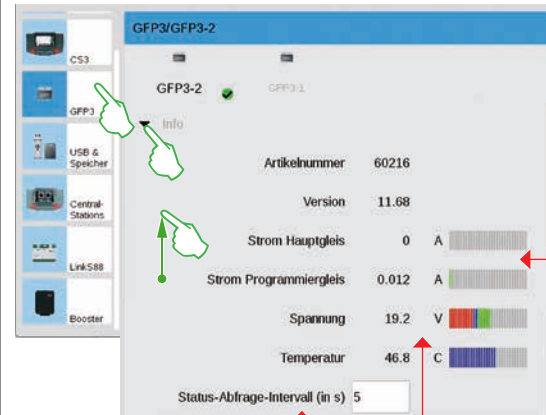 GFP3/GFP3-2
CS3
GFP3
USB &
Speicher
Central-
Stations
LinkS88
Booster
GFP3-2
GFP3-1
Info
Artikelnummer 60216
Version 11.68
Strom Hauptgleis 0 A
Strom Programmiergleis 0.012 A
Spannung 19.2 V
Temperatur 46.8 C
Status-Abfrage-Intervall (in s) 5